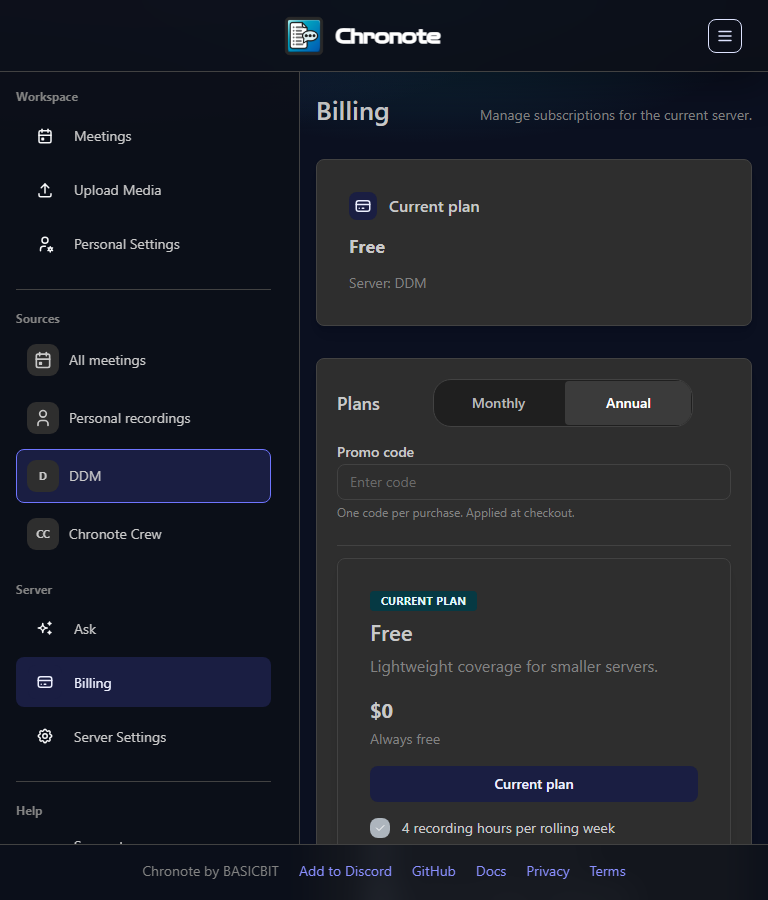 Chronote
Workspace
Meetings
Upload Media
Personal Settings
Sources
All meetings
Personal recordings
D DDM
CC Chronote Crew
Server
Ask
Billing
Server Settings
Help
Billing
Manage subscriptions for the current server.
Current plan
Free
Server: DDM
Plans
Monthly
Annual
Promo code
Enter code
One code per purchase. Applied at checkout.
CURRENT PLAN
Free
Lightweight coverage for smaller servers.
$0
Always free
Current plan
4 recording hours per rolling week
Chronote by BASICBIT Add to Discord GitHub Docs Privacy Terms